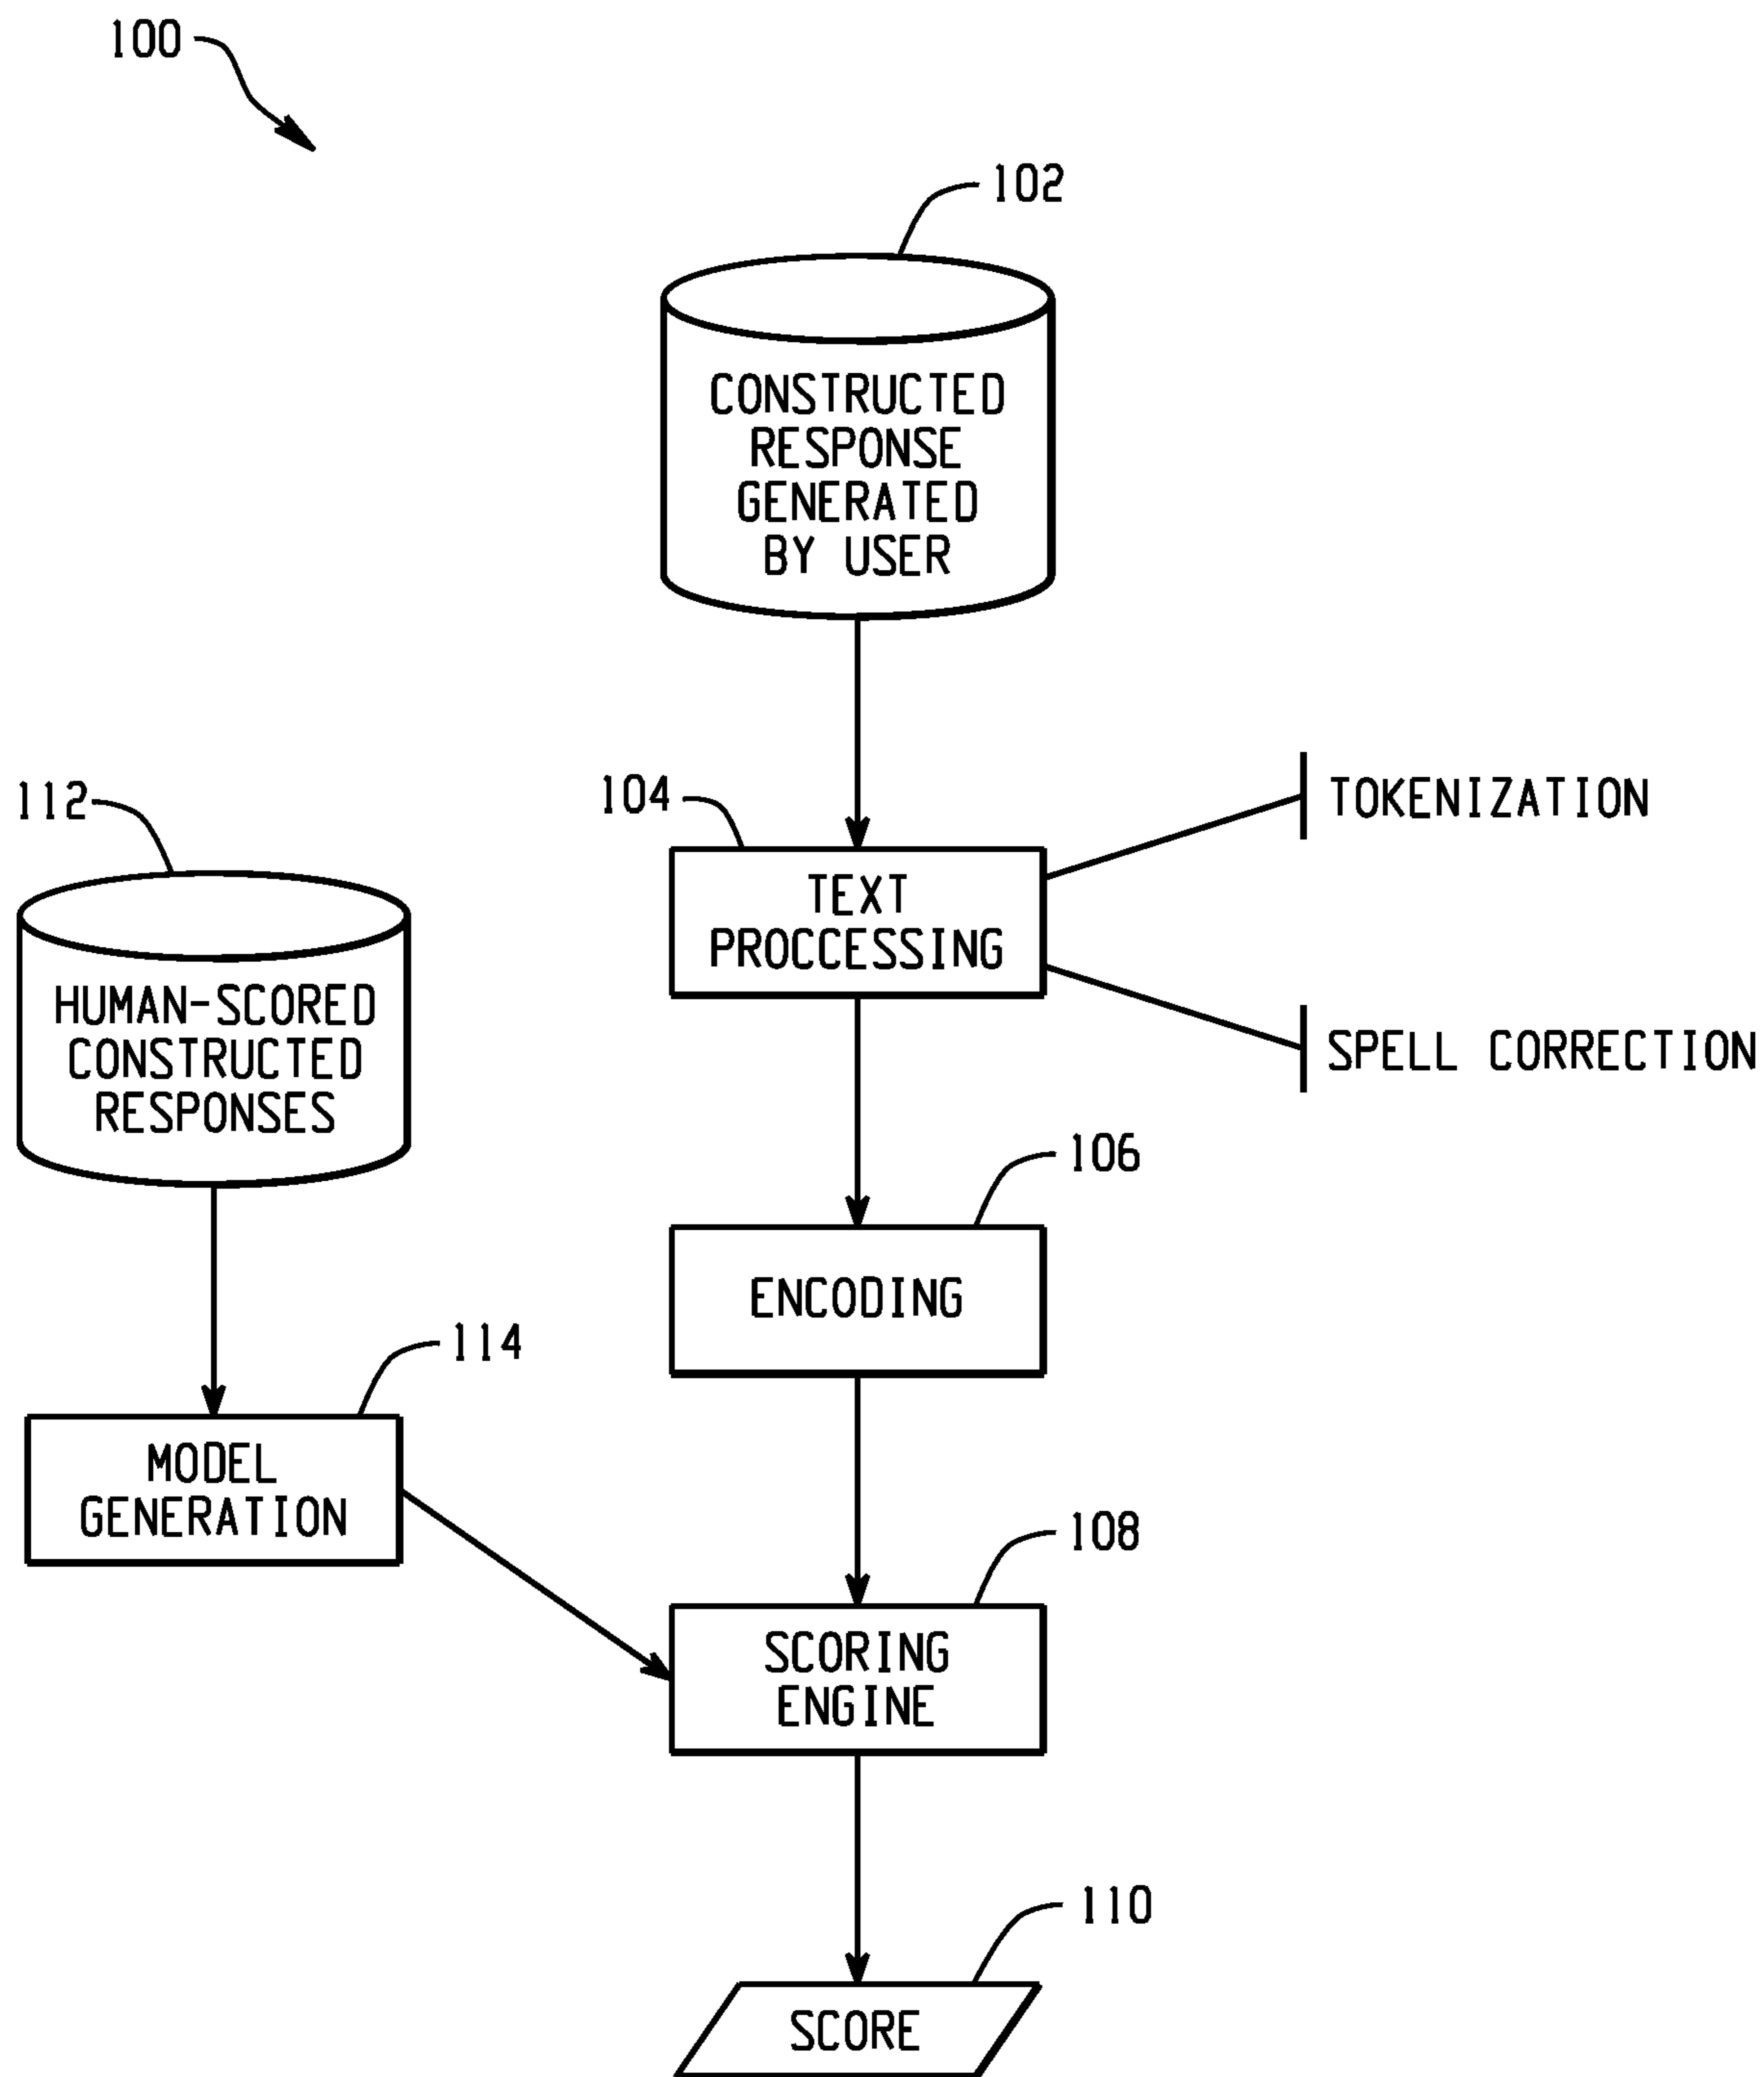 100
102
CONSTRUCTED
RESPONSE
GENERATED
BY USER
104
TEXT
PROCCESSING
TOKENIZATION
SPELL CORRECTION
112
HUMAN-SCORED
CONSTRUCTED
RESPONSES
106
ENCODING
114
MODEL
GENERATION
108
SCORING
ENGINE
110
SCORE